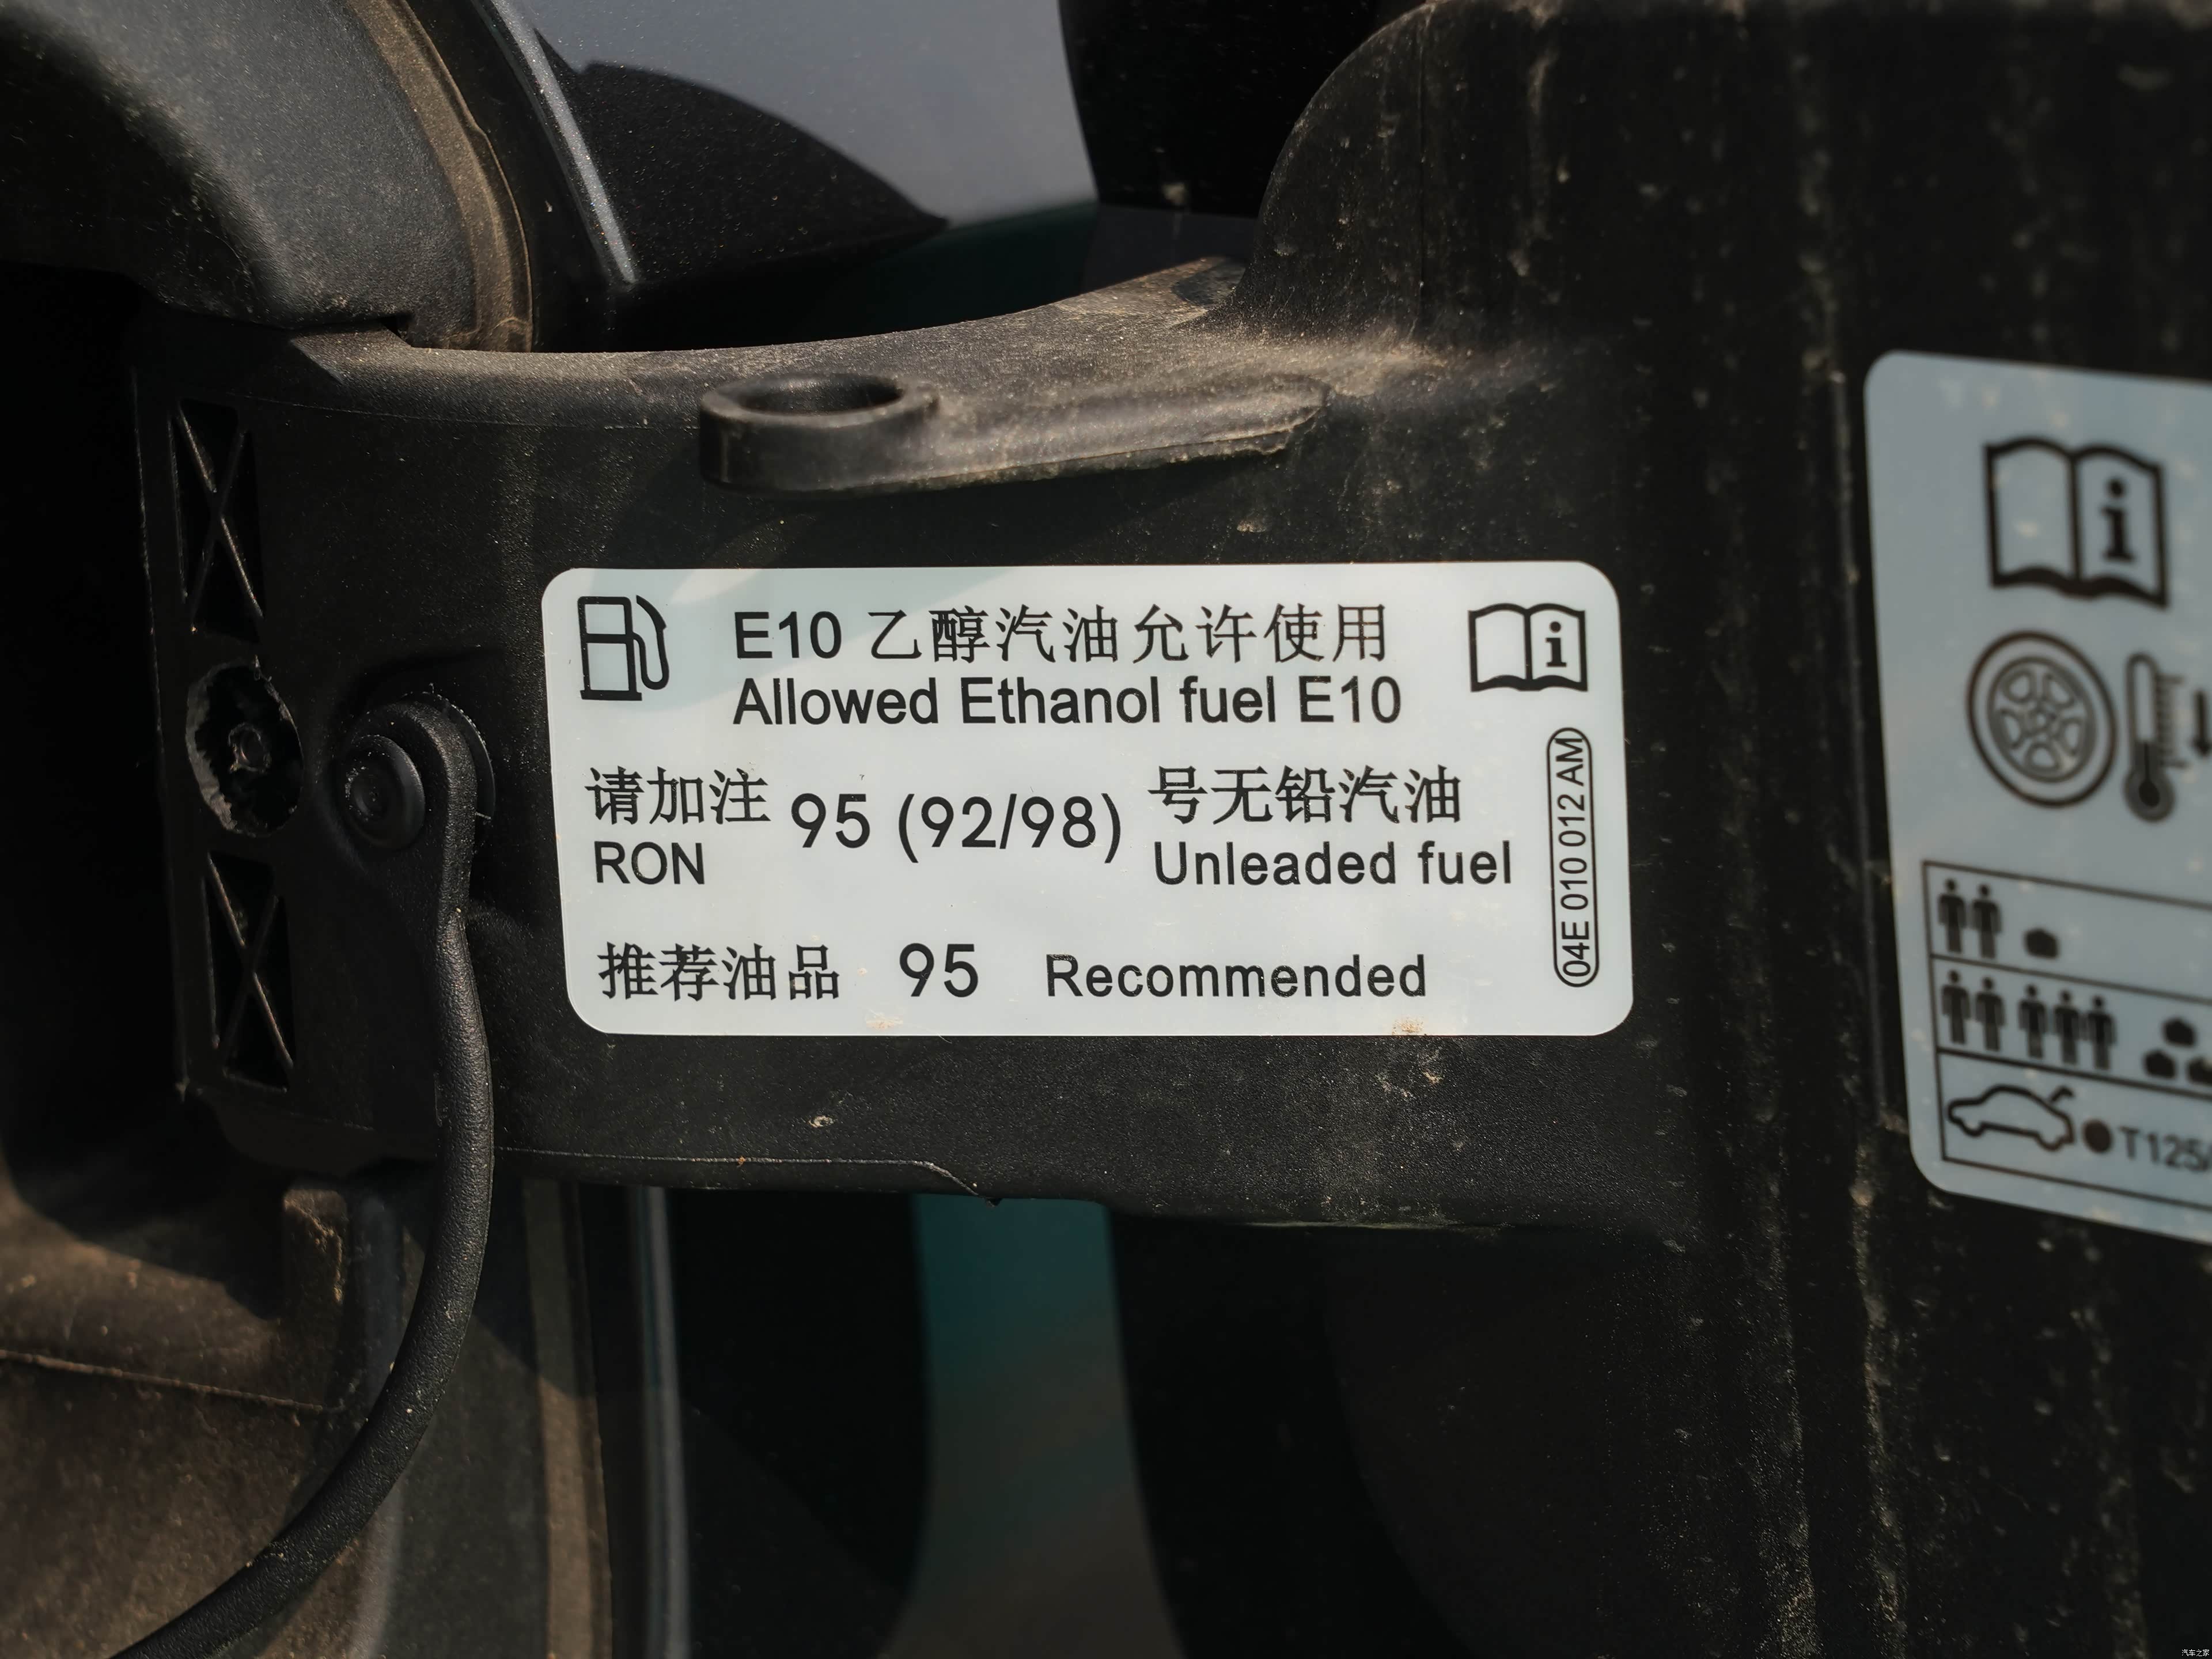 E10 乙醇汽油允许使用
Allowed Ethanol fuel E10
请加注 95 (92/98) 号无铅汽油
RON Unleaded fuel
推荐油品 95 Recommended
04E 010 012 AM
T125/
汽车之家